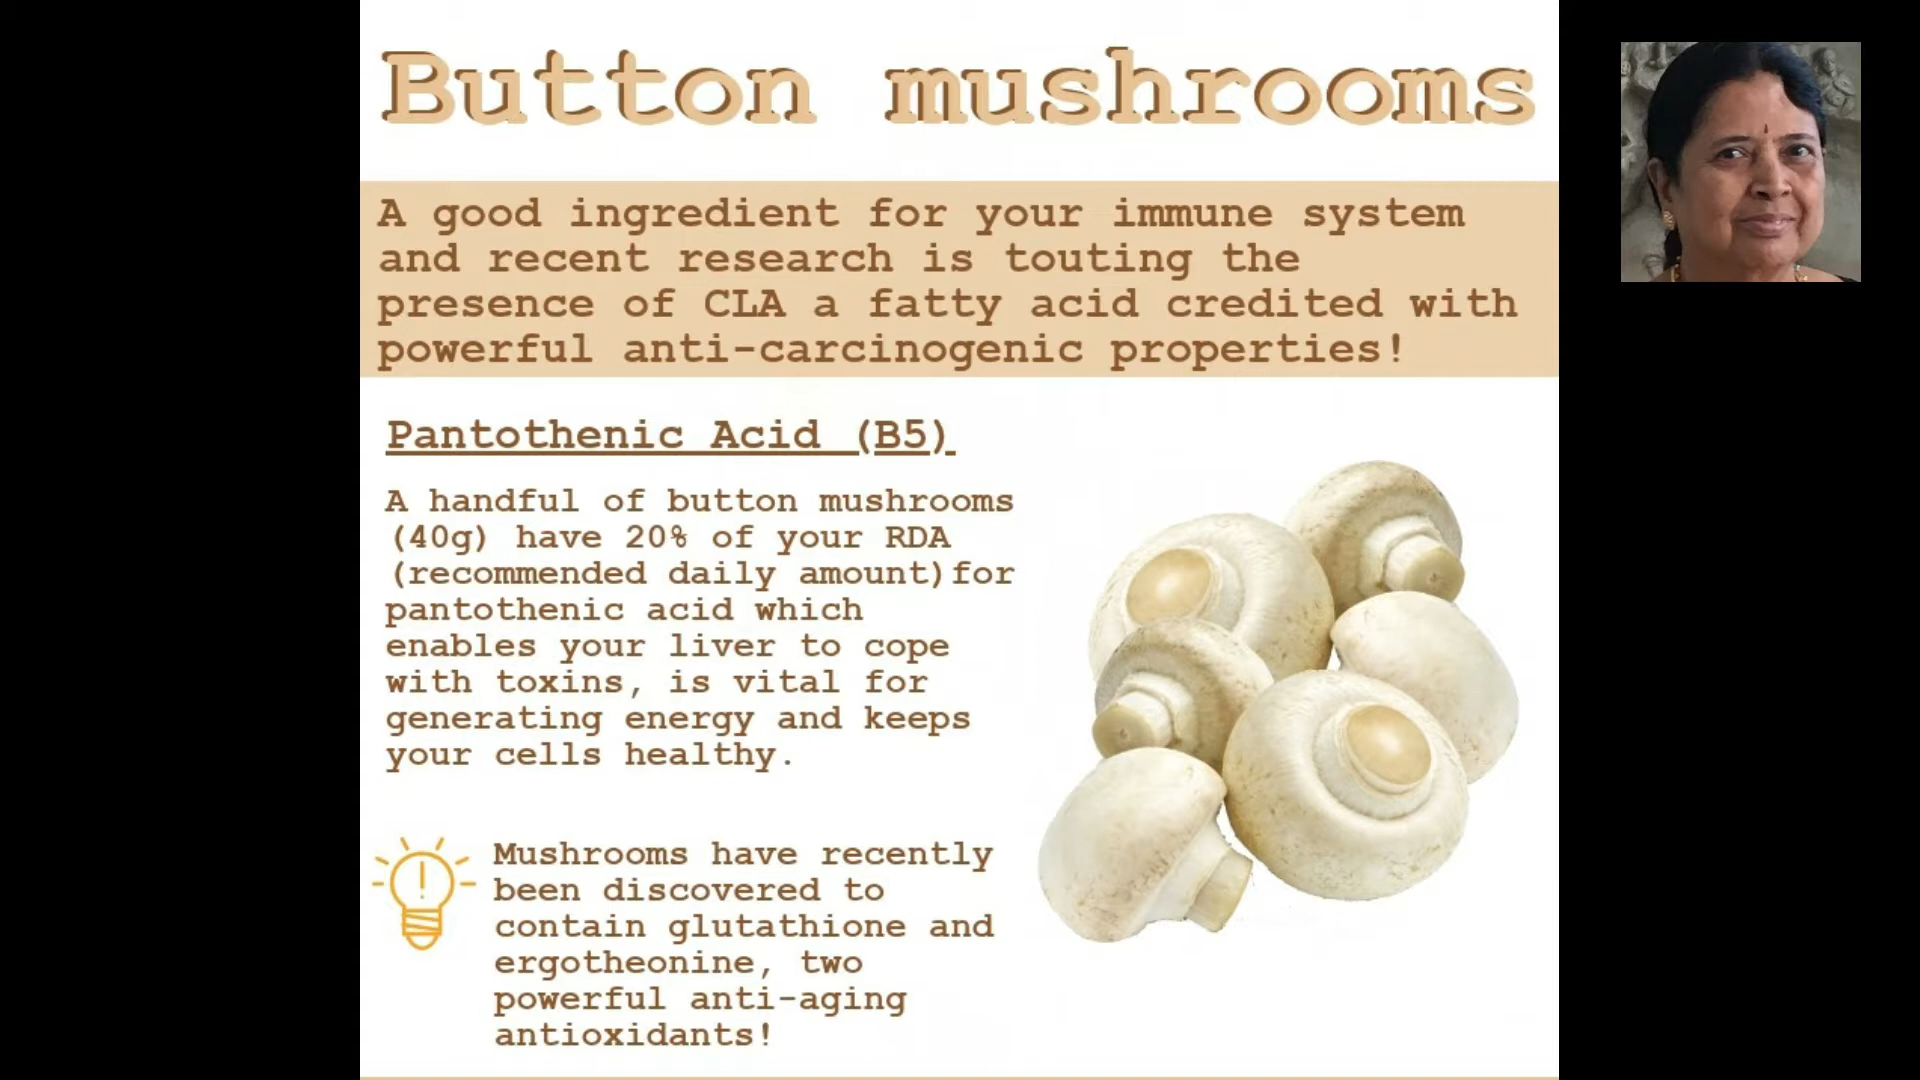 Button mushrooms
A good ingredient for your immune system
and recent research is touting the
presence of CLA a fatty acid credited with
powerful anti-carcinogenic properties!
Pantothenic Acid (B5)
A handful of button mushrooms
(40g) have 20% of your RDA
(recommended daily amount)for
pantothenic acid which
enables your liver to cope
with toxins, is vital for
generating energy and keeps
your cells healthy.
Mushrooms have recently
been discovered to
contain glutathione and
ergotheonine, two
powerful anti-aging
antioxidants!